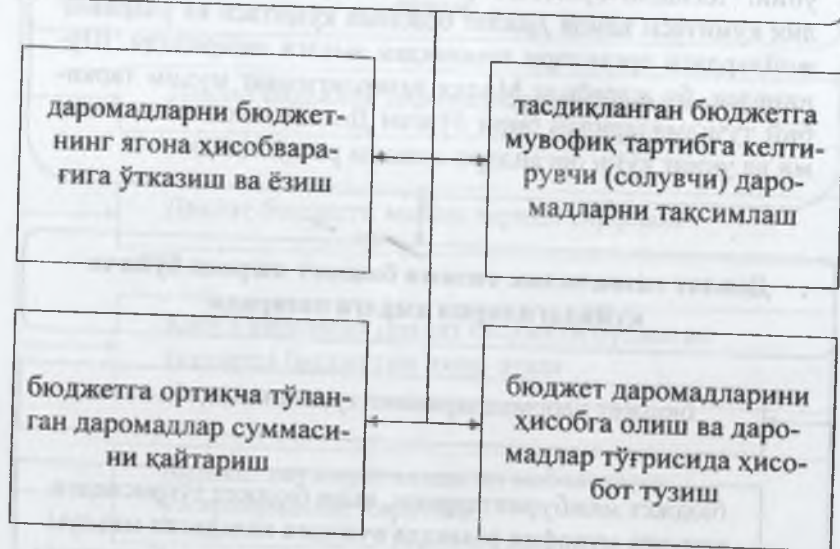 даромадларни бюджет-
нинг ягона ҳисобвара-
ғига ўтказиш ва ёзиш
тасдиқланган бюджетга
мувофиқ тартибга келти-
рувчи (солувчи) даро-
мадларни тақсимлаш
бюджетга ортиқча тўлан-
ган даромадлар суммаси-
ни қайтариш
бюджет даромадларини
ҳисобга олиш ва даро-
мадлар тўғрисида ҳисо-
бот тузиш